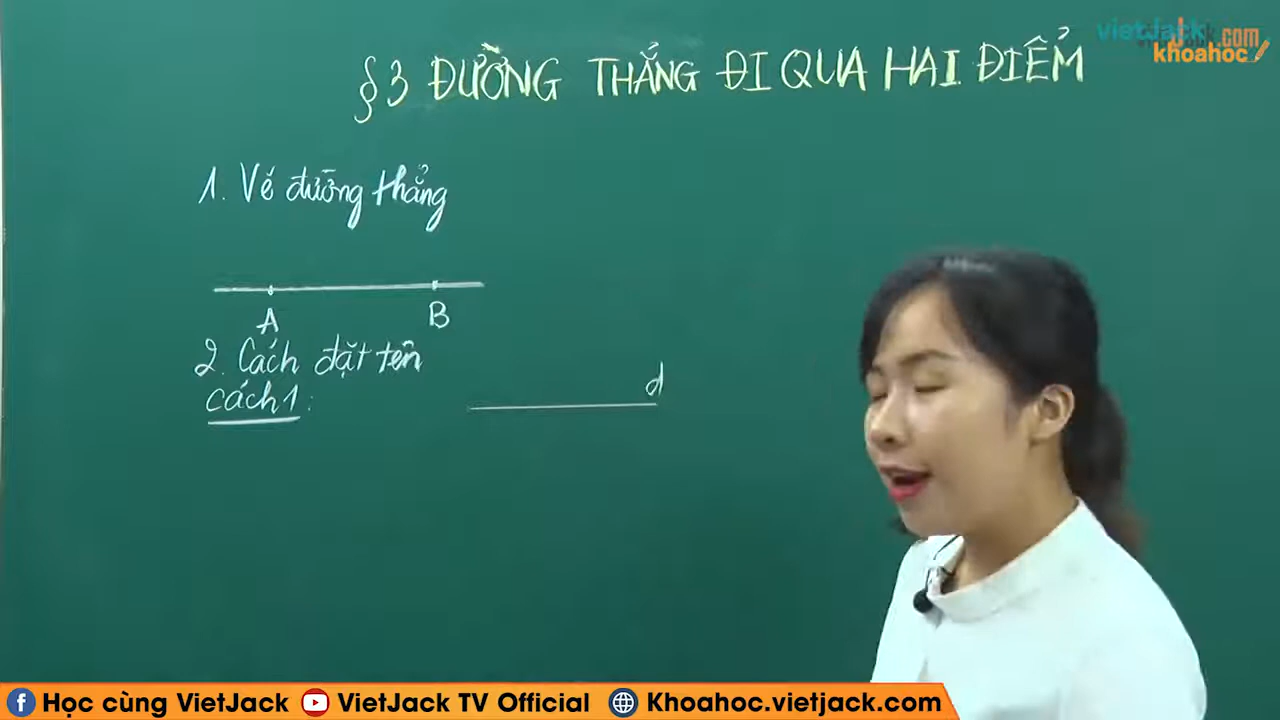 vietjack.com
khoahoc
§3 ĐƯỜNG THẲNG ĐI QUA HAI ĐIỂM
1. Vẽ đường thẳng
A B
2. Cách đặt tên
cách 1:
d
Học cùng VietJack VietJack TV Official Khoahoc.vietjack.com